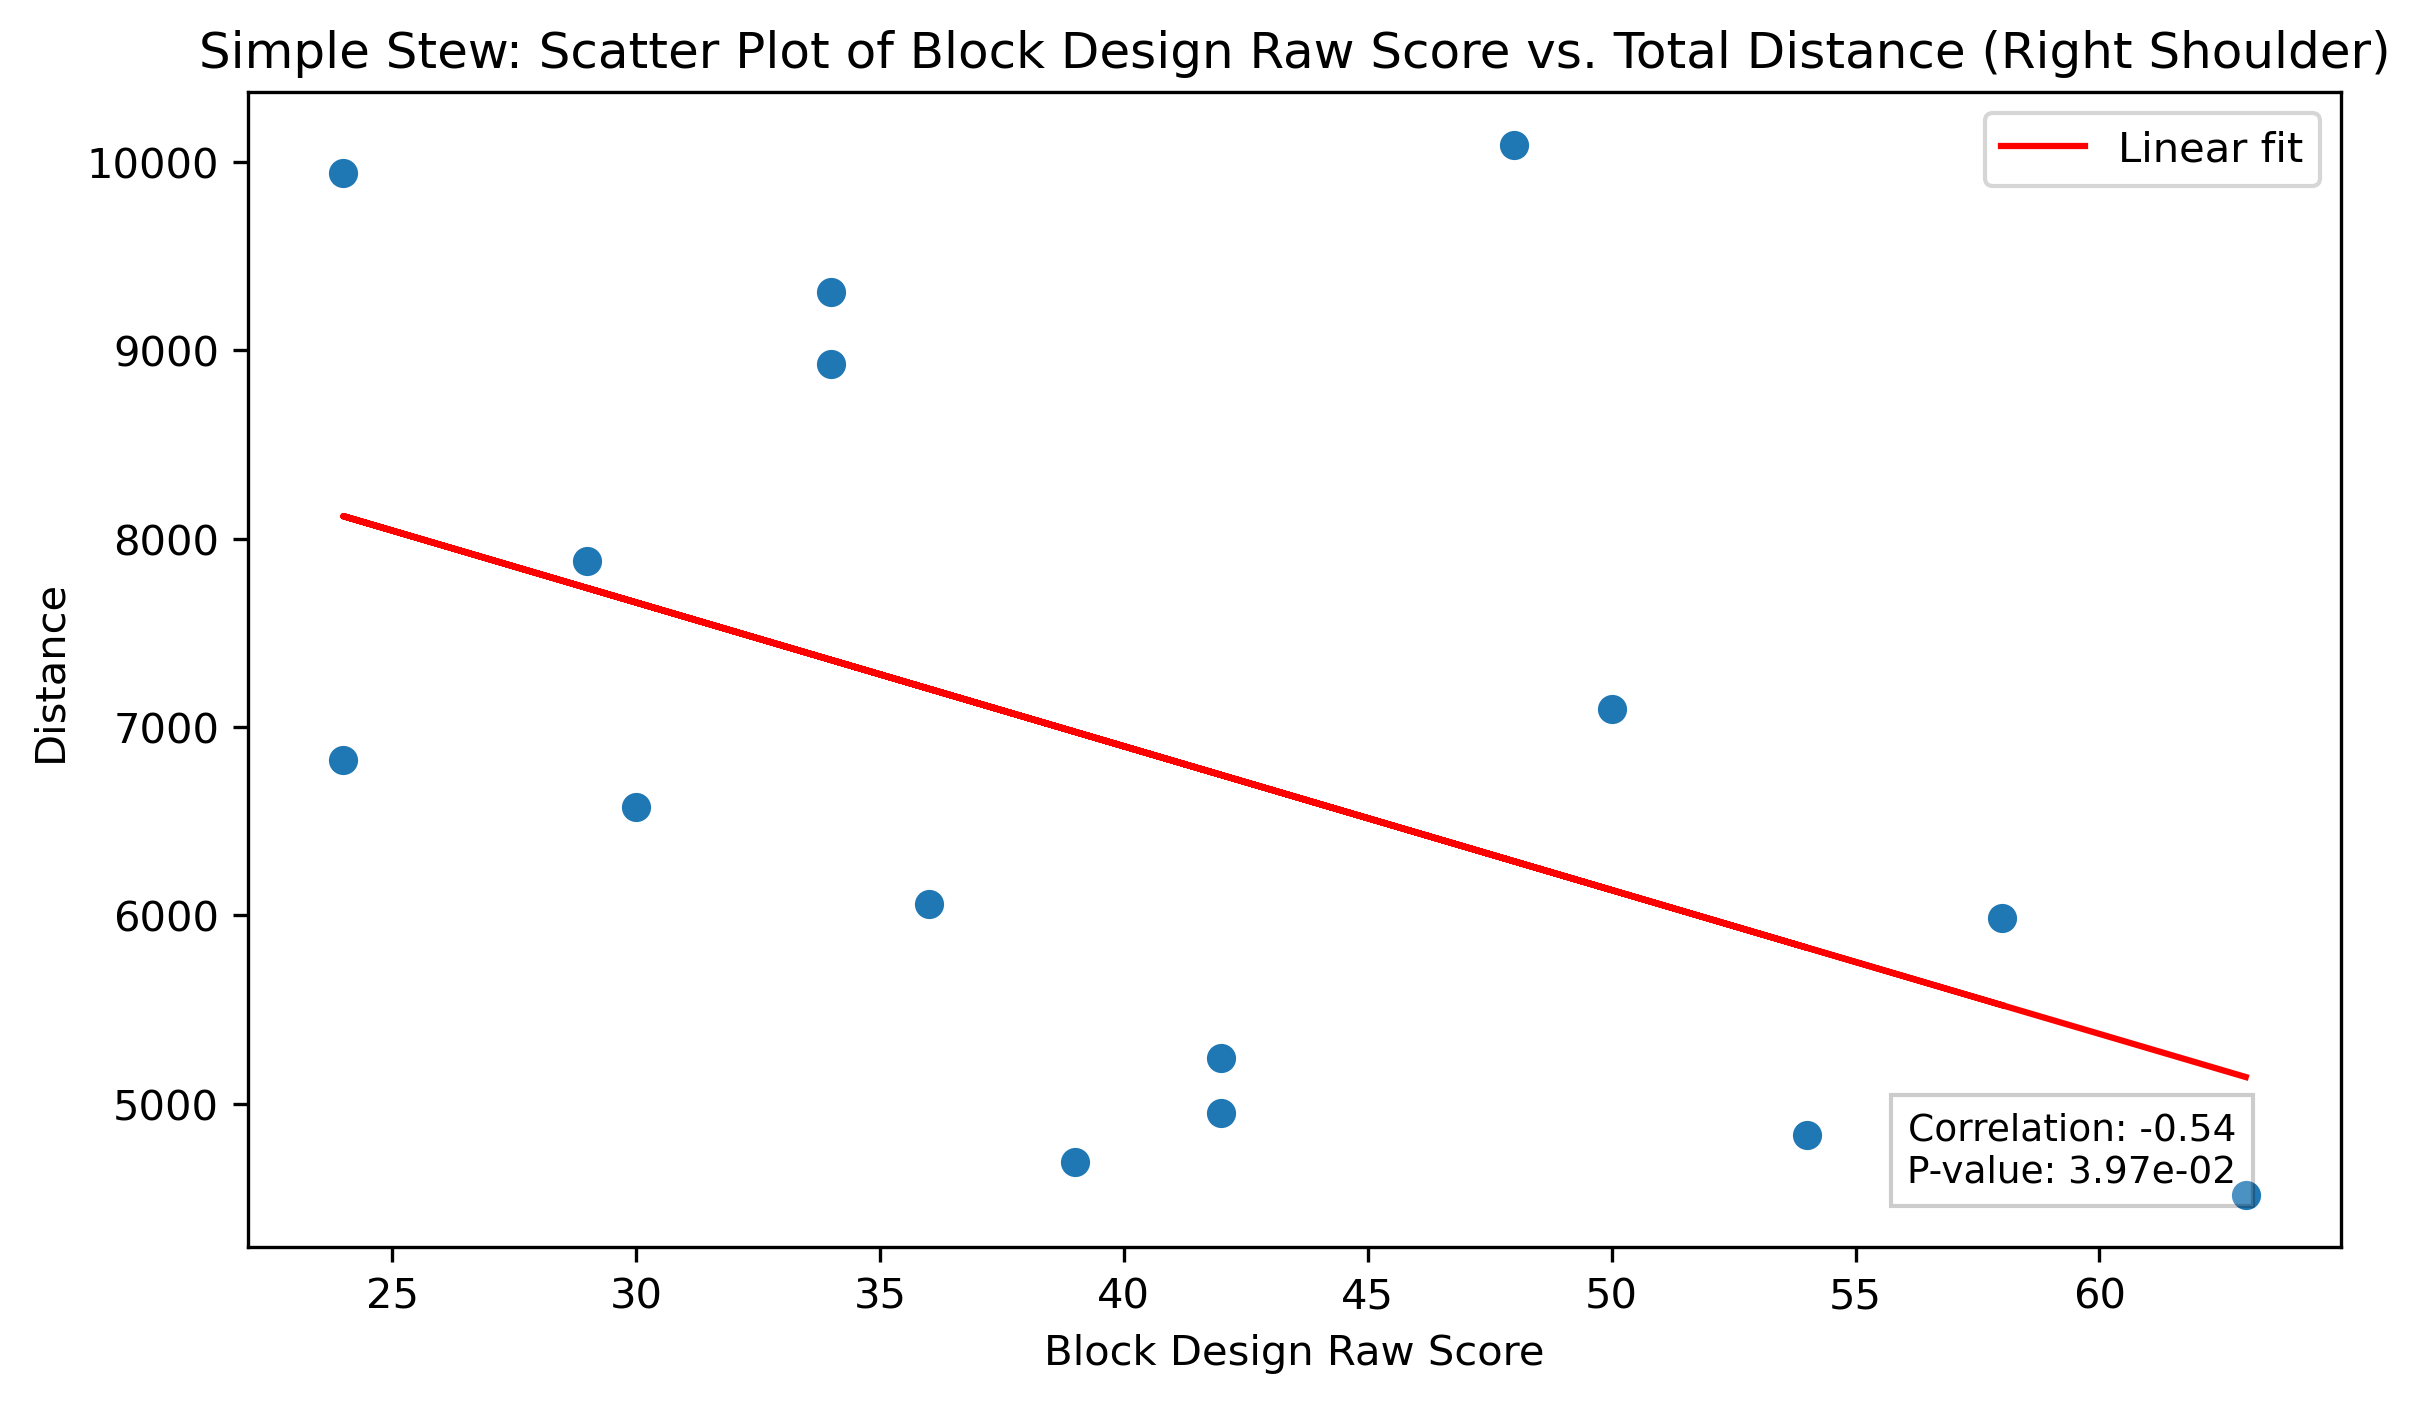 Simple Stew: Scatter Plot of Block Design Raw Score vs. Total Distance (Right Shoulder)
Linear fit
10000
9000
8000
7000
6000
5000
Distance
Correlation: -0.54
P-value: 3.97e-02
25 30 35 40 45 50 55 60
Block Design Raw Score